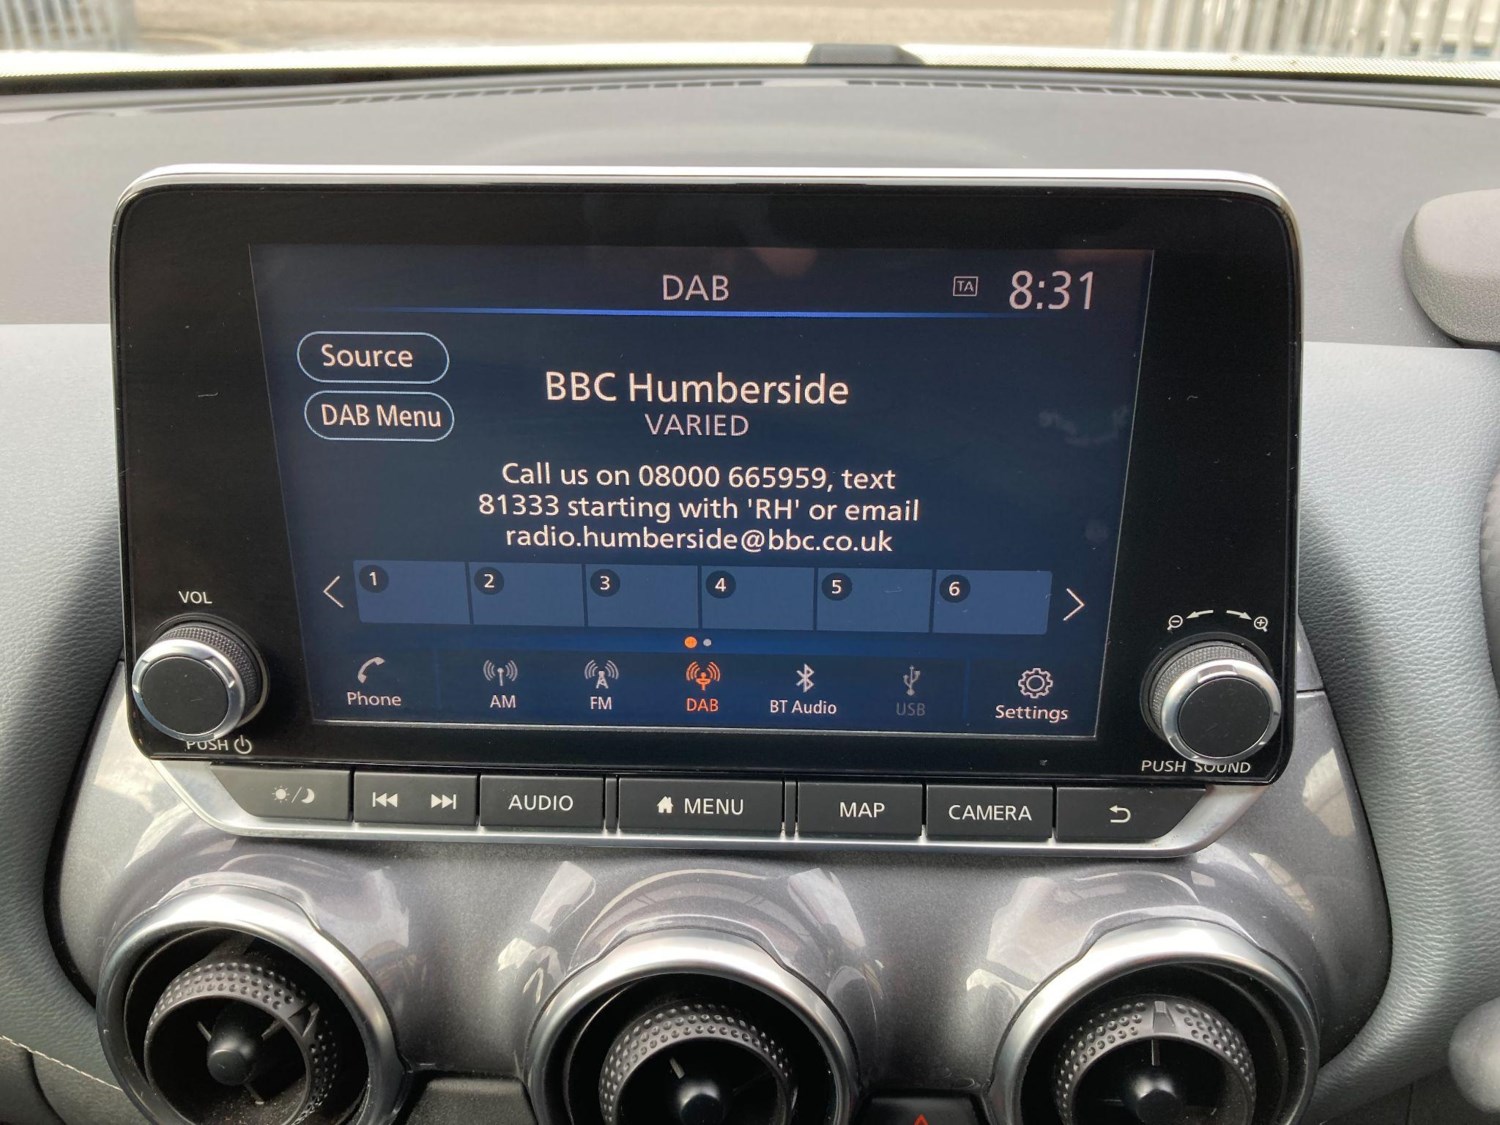 DAB
TA
8:31
Source
DAB Menu
BBC Humberside
VARIED
Call us on 08000 665959, text
81333 starting with 'RH' or email
radio.humberside@bbc.co.uk
1 2 3 4 5 6
Phone AM FM DAB BT Audio USB Settings
VOL
PUSH
PUSH SOUND
AUDIO MENU MAP CAMERA